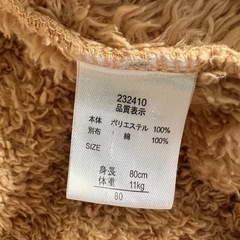 232410
品質表示
本体 ポリエステル 100%
別布 綿 100%
SIZE
身長 80cm
体重 11kg
80